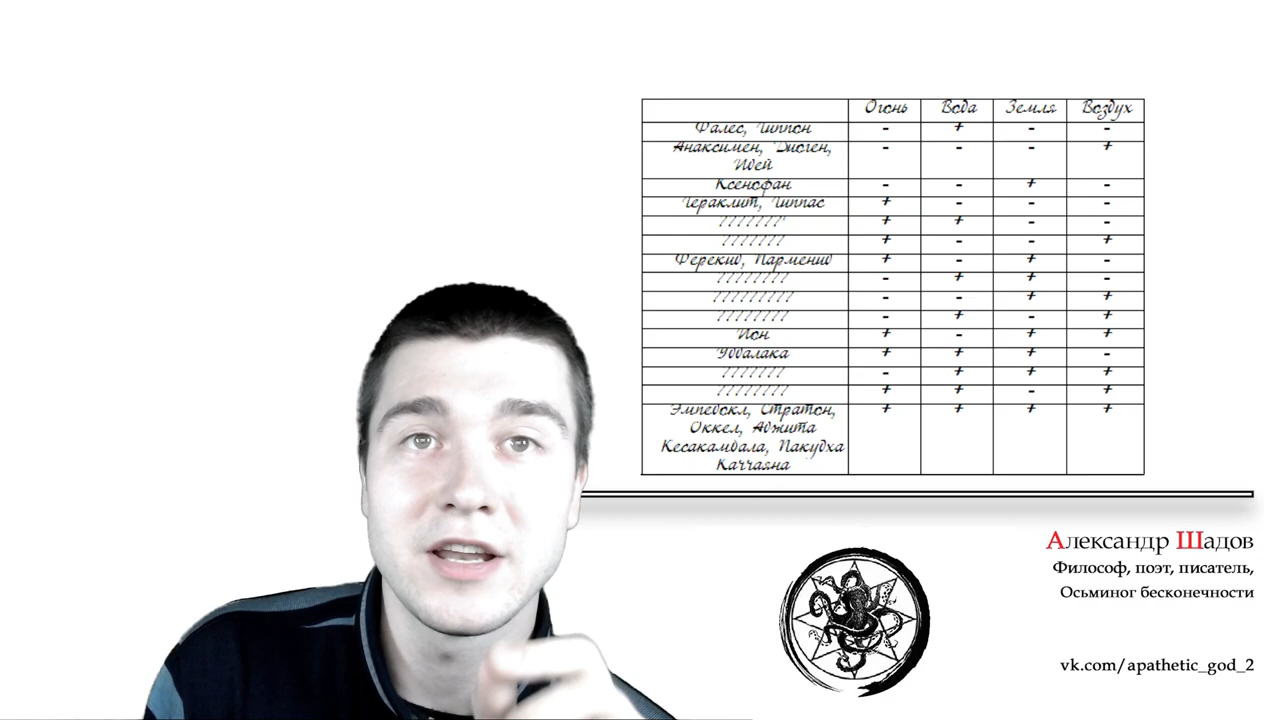 Огонь Вода Земля Воздух
Фалес, Гиппон - + - -
Анаксимен, Диоген, - - - +
Идей
Ксенофан - - + -
Гераклит, Гиппас + - - -
???????' + + - -
??????? + - - +
Ферекид, Парменид + - + -
???????? - + + -
????????? - - + +
???????? - + - +
Ион + - + +
Уддалака + + + -
??????? - + + +
???????? + + - +
Эмпедокл, Стратон, + + + +
Оккел, Аджита
Кесакамбала, Пакудха
Каччаяна
Александр Шадов
Философ, поэт, писатель,
Осьминог бесконечности
vk.com/apathetic_god_2